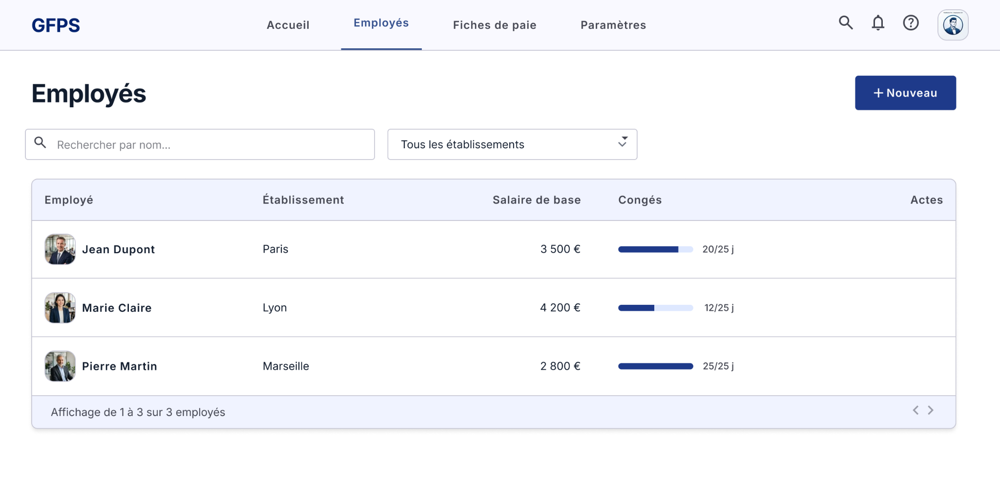 GFPS
Accueil
Employés
Fiches de paie
Paramètres
Employés
+ Nouveau
Rechercher par nom...
Tous les établissements
Employé Établissement Salaire de base Congés Actes
Jean Dupont Paris 3 500 € 20/25 j
Marie Claire Lyon 4 200 € 12/25 j
Pierre Martin Marseille 2 800 € 25/25 j
Affichage de 1 à 3 sur 3 employés